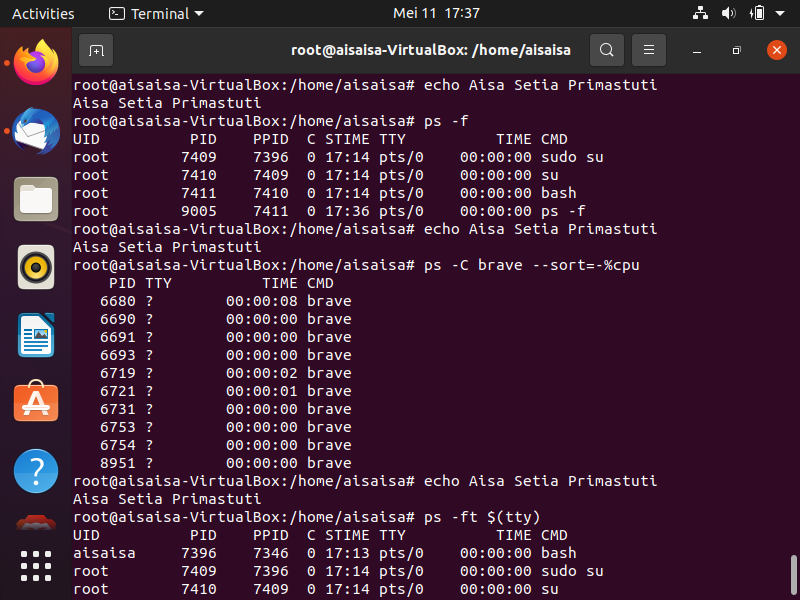 Activities Terminal Mei 11 17:37
root@aisaisa-VirtualBox: /home/aisaisa
root@aisaisa-VirtualBox:/home/aisaisa# echo Aisa Setia Primastuti
Aisa Setia Primastuti
root@aisaisa-VirtualBox:/home/aisaisa# ps -f
UID          PID    PPID  C STIME TTY          TIME CMD
root        7409    7396  0 17:14 pts/0    00:00:00 sudo su
root        7410    7409  0 17:14 pts/0    00:00:00 su
root        7411    7410  0 17:14 pts/0    00:00:00 bash
root        9005    7411  0 17:36 pts/0    00:00:00 ps -f
root@aisaisa-VirtualBox:/home/aisaisa# echo Aisa Setia Primastuti
Aisa Setia Primastuti
root@aisaisa-VirtualBox:/home/aisaisa# ps -C brave --sort=-%cpu
    PID TTY          TIME CMD
   6680 ?        00:00:08 brave
   6690 ?        00:00:00 brave
   6691 ?        00:00:00 brave
   6693 ?        00:00:00 brave
   6719 ?        00:00:02 brave
   6721 ?        00:00:01 brave
   6731 ?        00:00:00 brave
   6753 ?        00:00:00 brave
   6754 ?        00:00:00 brave
   8951 ?        00:00:00 brave
root@aisaisa-VirtualBox:/home/aisaisa# echo Aisa Setia Primastuti
Aisa Setia Primastuti
root@aisaisa-VirtualBox:/home/aisaisa# ps -ft $(tty)
UID          PID    PPID  C STIME TTY          TIME CMD
aisaisa     7396    7346  0 17:13 pts/0    00:00:00 bash
root        7409    7396  0 17:14 pts/0    00:00:00 sudo su
root        7410    7409  0 17:14 pts/0    00:00:00 su